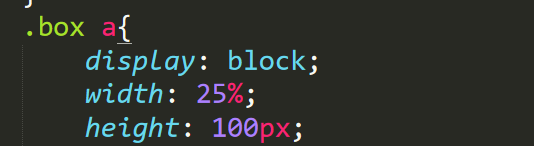 }
.box a{
display: block;
width: 25%;
height: 100px;